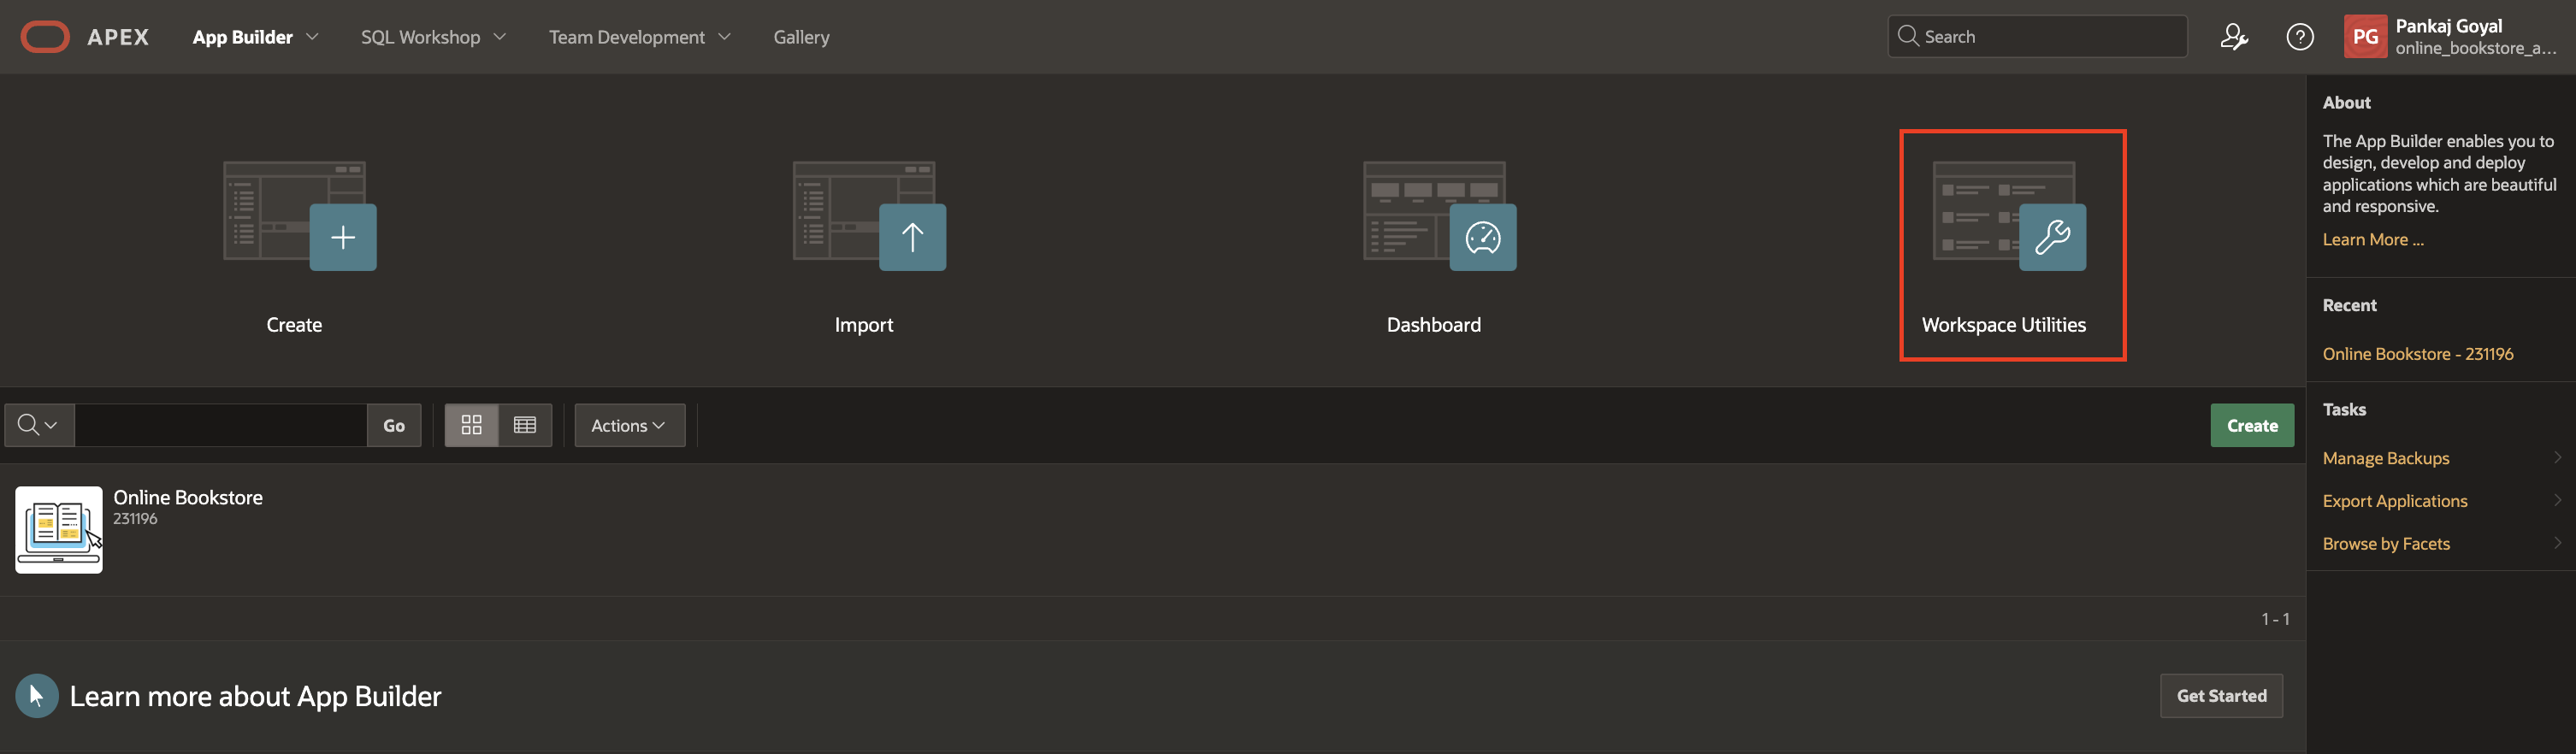 APEX
App Builder
SQL Workshop
Team Development
Gallery
Search
PG
Pankaj Goyal
online_bookstore_a...
Create
Import
Dashboard
Workspace Utilities
Go
Actions
Create
Online Bookstore
231196
1 - 1
Learn more about App Builder
Get Started
About
The App Builder enables you to
design, develop and deploy
applications which are beautiful
and responsive.
Learn More ...
Recent
Online Bookstore - 231196
Tasks
Manage Backups
Export Applications
Browse by Facets